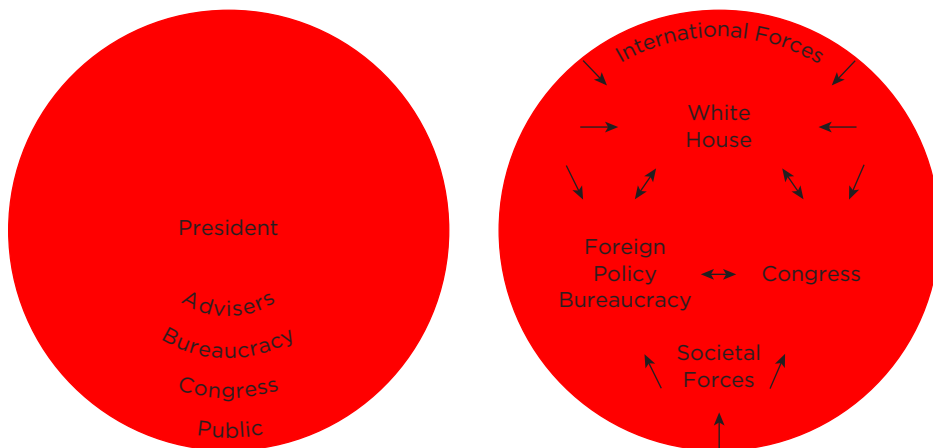 President
Advisers
Bureaucracy
Congress
Public
International Forces
White
House
Foreign
Policy
Bureaucracy
Congress
Societal
Forces